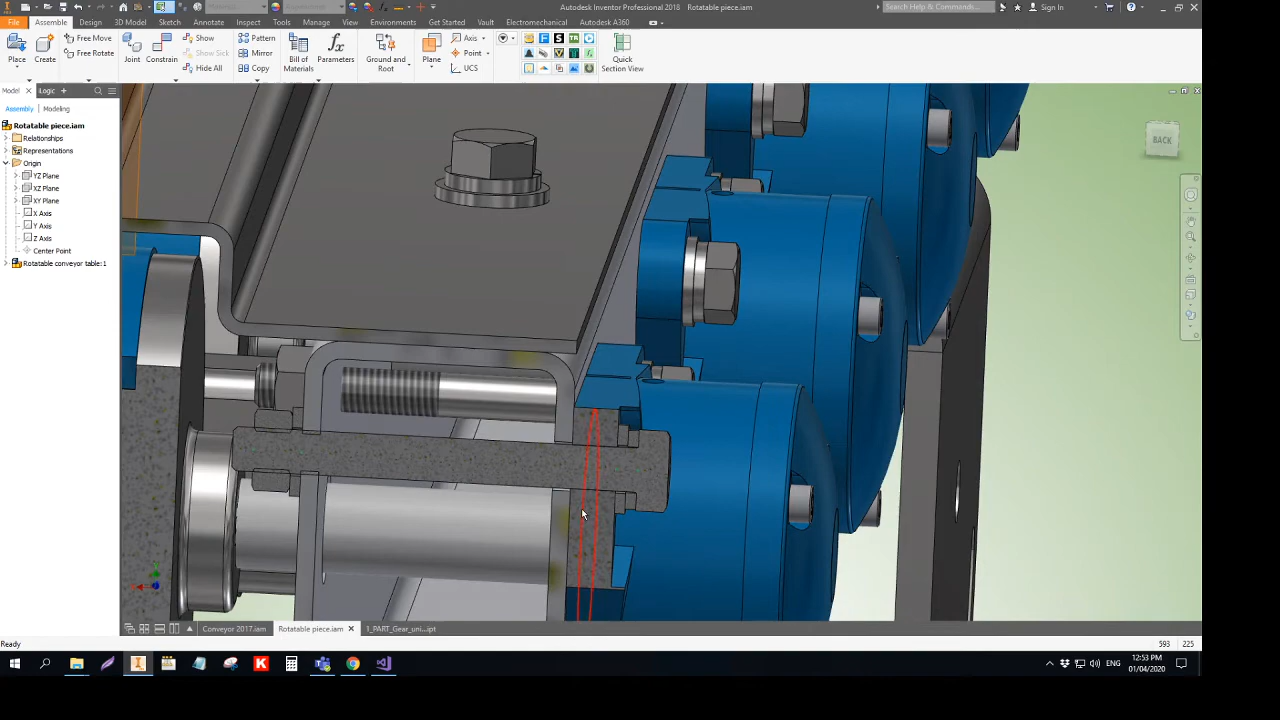 Autodesk Inventor Professional 2018 Rotatable piece.iam
Search Help & Commands...
Sign In
File Assemble Design 3D Model Sketch Annotate Inspect Tools Manage View Environments Get Started Vault Electromechanical Autodesk A360
Place
Create
Free Move
Free Rotate
Joint
Constrain
Show
Show Sick
Hide All
Pattern
Mirror
Copy
Bill of
Materials
Parameters
Ground and
Root
Plane
Axis
Point
UCS
Quick
Section View
Model
Logic
Assembly Modeling
Rotatable piece.iam
Relationships
Representations
Origin
YZ Plane
XZ Plane
XY Plane
X Axis
Y Axis
Z Axis
Center Point
Rotatable conveyor table:1
BACK
Conveyor 2017.iam Rotatable piece.iam 1_PART_Gear_uni...ipt
Ready
593 225
ENG
12:53 PM
01/04/2020